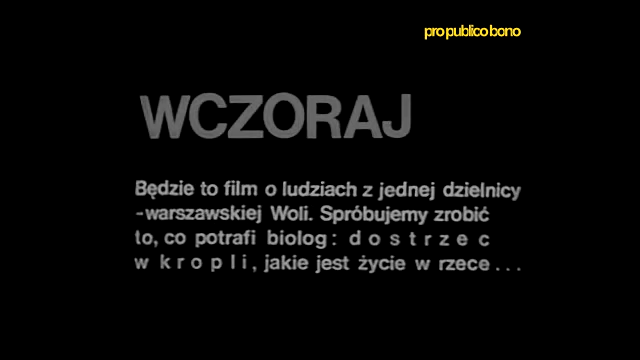 pro publico bono
WCZORAJ
Będzie to film o ludziach z jednej dzielnicy
-warszawskiej Woli. Spróbujemy zrobić
to, co potrafi biolog: d o s t r z e c
w k r o p l i, jakie jest życie w rzece...